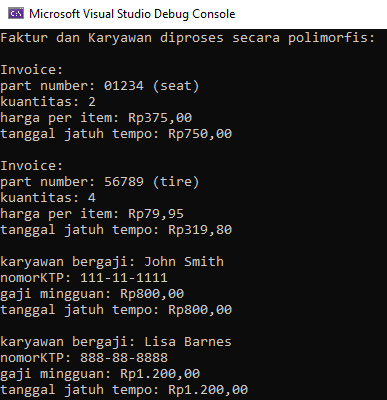 Microsoft Visual Studio Debug Console
Faktur dan Karyawan diproses secara polimorfis:
Invoice:
part number: 01234 (seat)
kuantitas: 2
harga per item: Rp375,00
tanggal jatuh tempo: Rp750,00
Invoice:
part number: 56789 (tire)
kuantitas: 4
harga per item: Rp79,95
tanggal jatuh tempo: Rp319,80
karyawan bergaji: John Smith
nomorKTP: 111-11-1111
gaji mingguan: Rp800,00
tanggal jatuh tempo: Rp800,00
karyawan bergaji: Lisa Barnes
nomorKTP: 888-88-8888
gaji mingguan: Rp1.200,00
tanggal jatuh tempo: Rp1.200,00